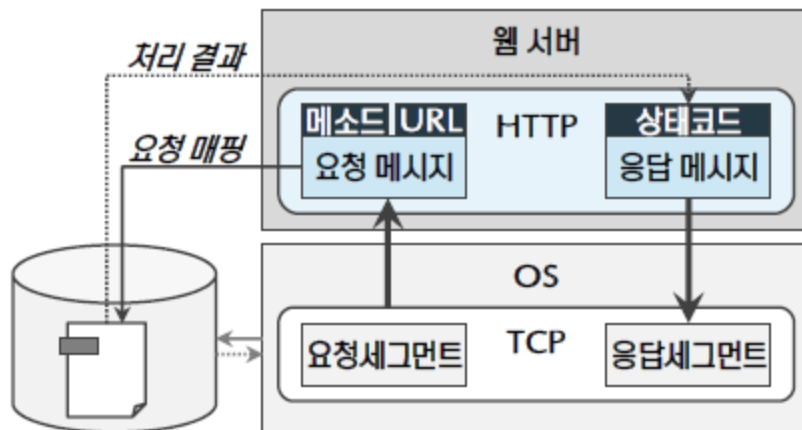 웹 서버
처리 결과
메소드 URL
HTTP
상태코드
요청 매핑
요청 메시지
응답 메시지
OS
요청세그먼트
TCP
응답세그먼트